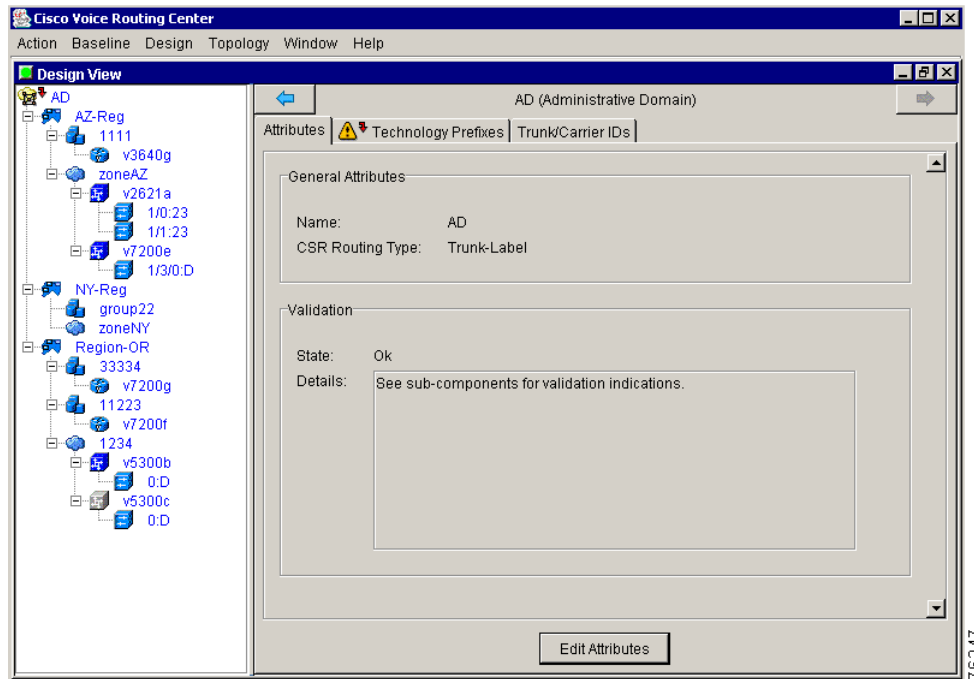 Cisco Voice Routing Center
Action Baseline Design Topology Window Help
Design View
AD
AZ-Reg
1111
v3640g
zoneAZ
v2621a
1/0:23
1/1:23
v7200e
1/3/0:D
NY-Reg
group22
zoneNY
Region-OR
33334
v7200g
11223
v7200f
1234
v5300b
0:D
v5300c
0:D
AD (Administrative Domain)
Attributes Technology Prefixes Trunk/Carrier IDs
General Attributes
Name: AD
CSR Routing Type: Trunk-Label
Validation
State: Ok
Details: See sub-components for validation indications.
Edit Attributes
76247